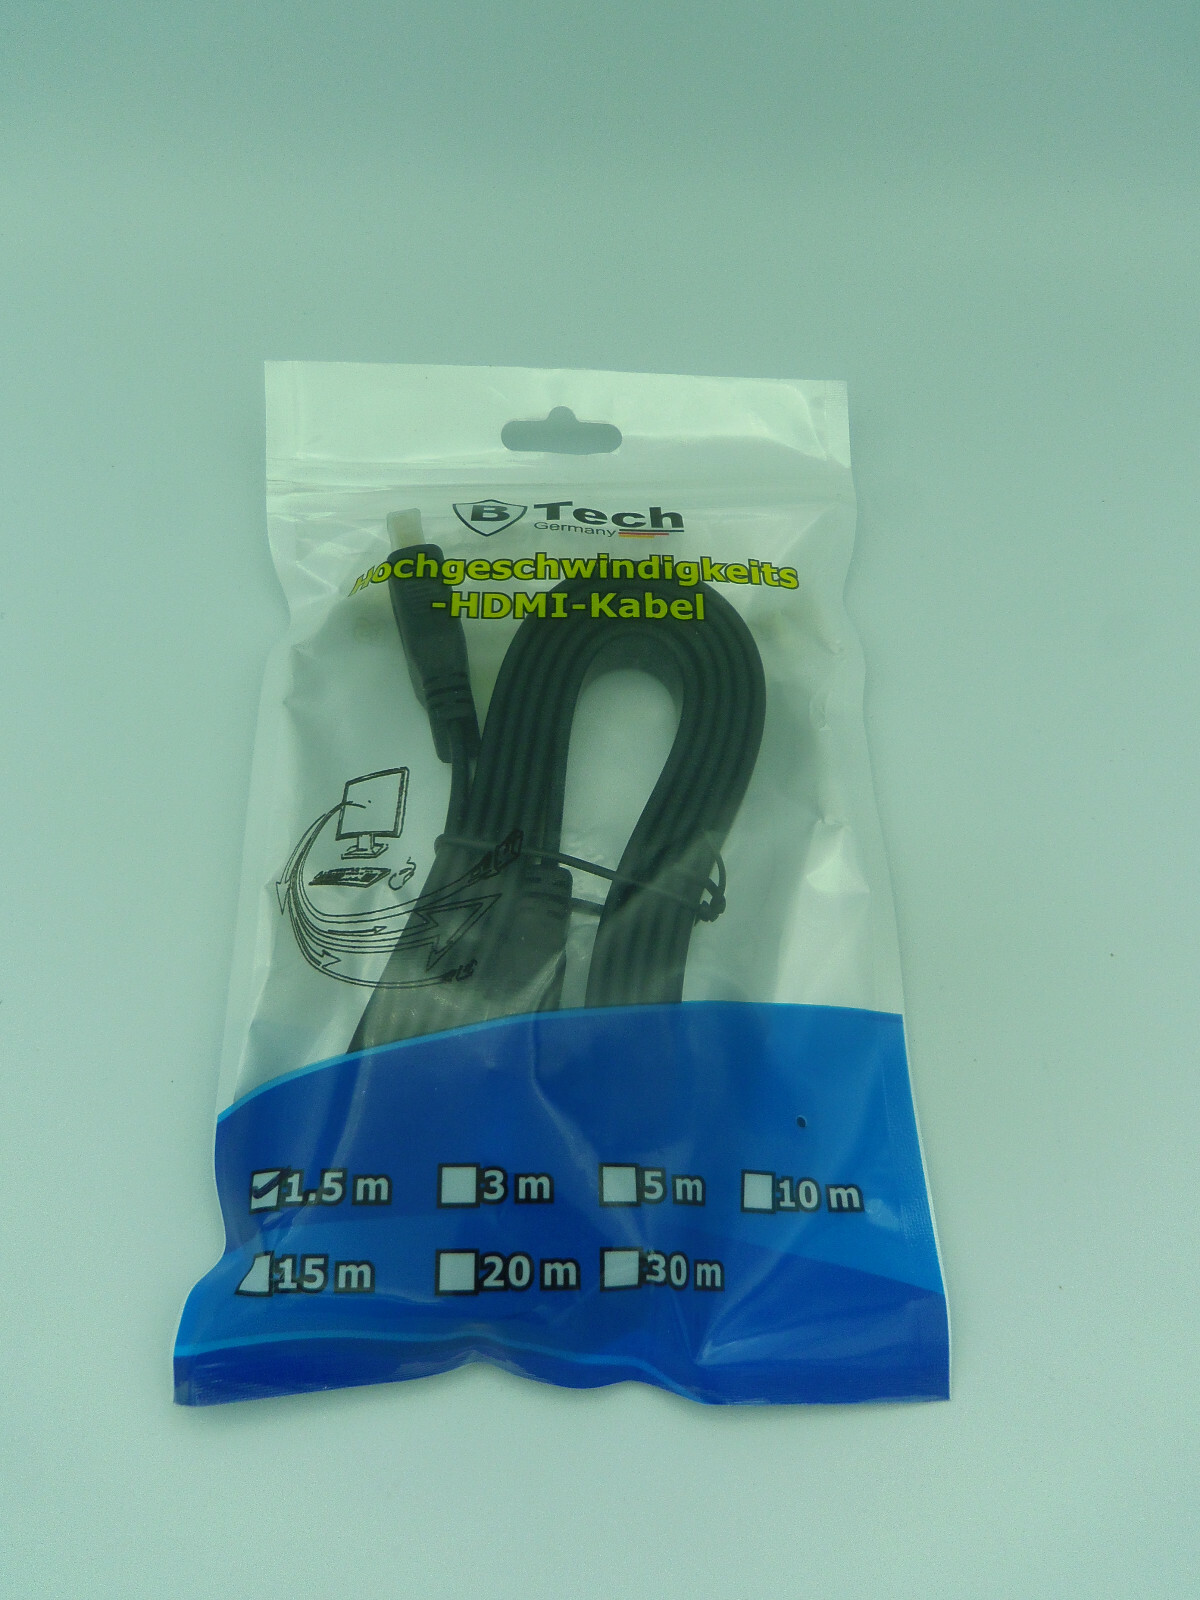 B Tech
Germany
Hochgeschwindigkeits
-HDMI-Kabel
1.5 m 3 m 5 m 10 m
15 m 20 m 30 m